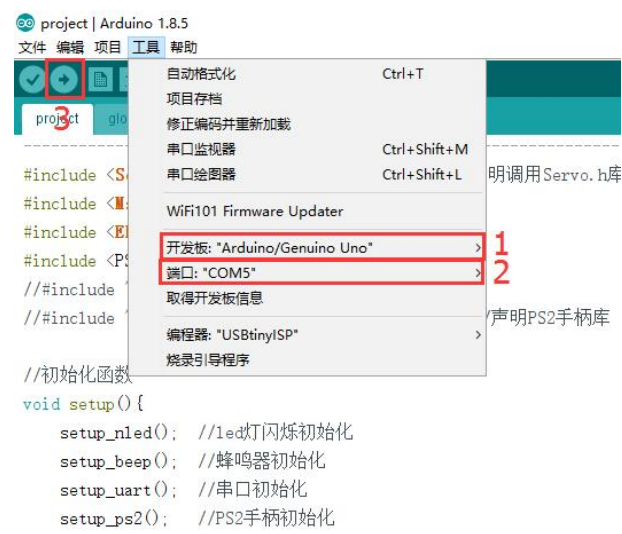 project | Arduino 1.8.5
文件 编辑 项目 工具 帮助
3
project glo
自动格式化 Ctrl+T
项目存档
修正编码并重新加载
串口监视器 Ctrl+Shift+M
串口绘图器 Ctrl+Shift+L
WiFi101 Firmware Updater
开发板: "Arduino/Genuino Uno" 1
端口: "COM5" 2
取得开发板信息
编程器: "USBtinyISP"
烧录引导程序
#include <S 明调用Servo.h库
#include <M
#include <E
#include <PS
//#include "
//#include " /声明PS2手柄库
//初始化函数
void setup(){
setup_nled(); //led灯闪烁初始化
setup_beep(); //蜂鸣器初始化
setup_uart(); //串口初始化
setup_ps2(); //PS2手柄初始化